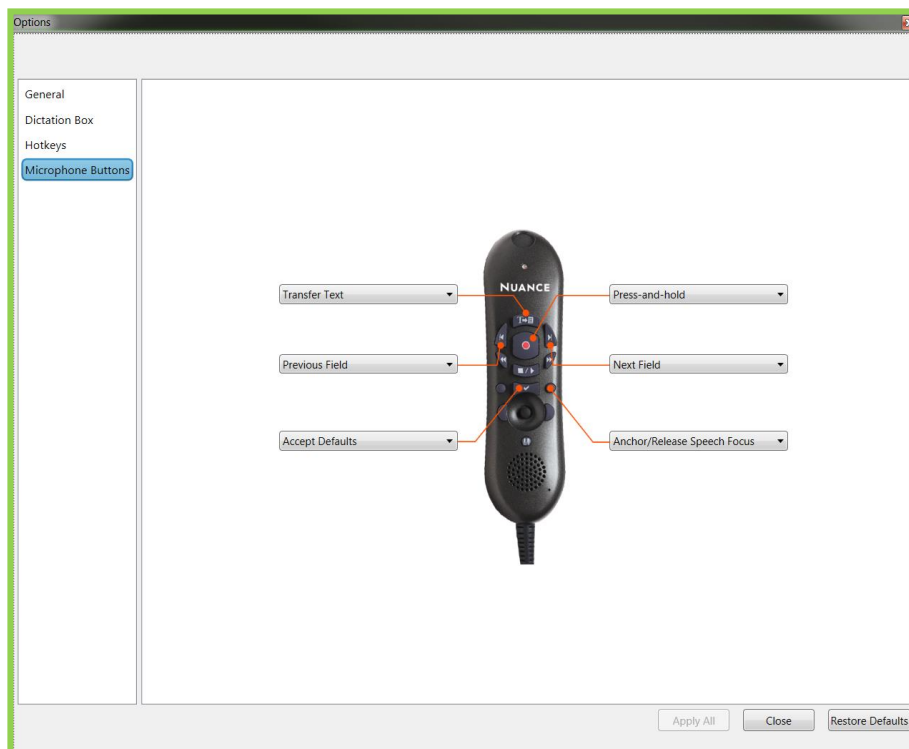 Options
General
Dictation Box
Hotkeys
Microphone Buttons
NUANCE
Transfer Text
Press-and-hold
Previous Field
Next Field
Accept Defaults
Anchor/Release Speech Focus
Apply All
Close
Restore Defaults